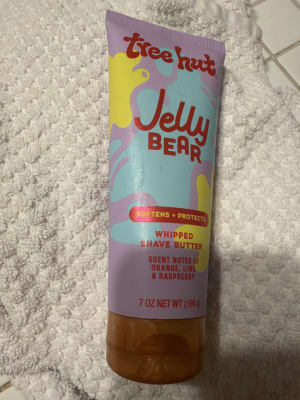 tree hut
Jelly
BEAR
SOFTENS + PROTECTS
WHIPPED
SHAVE BUTTER
SCENT NOTES OF
ORANGE, LIME,
& RASPBERRY
7 OZ NET WT (198 g)